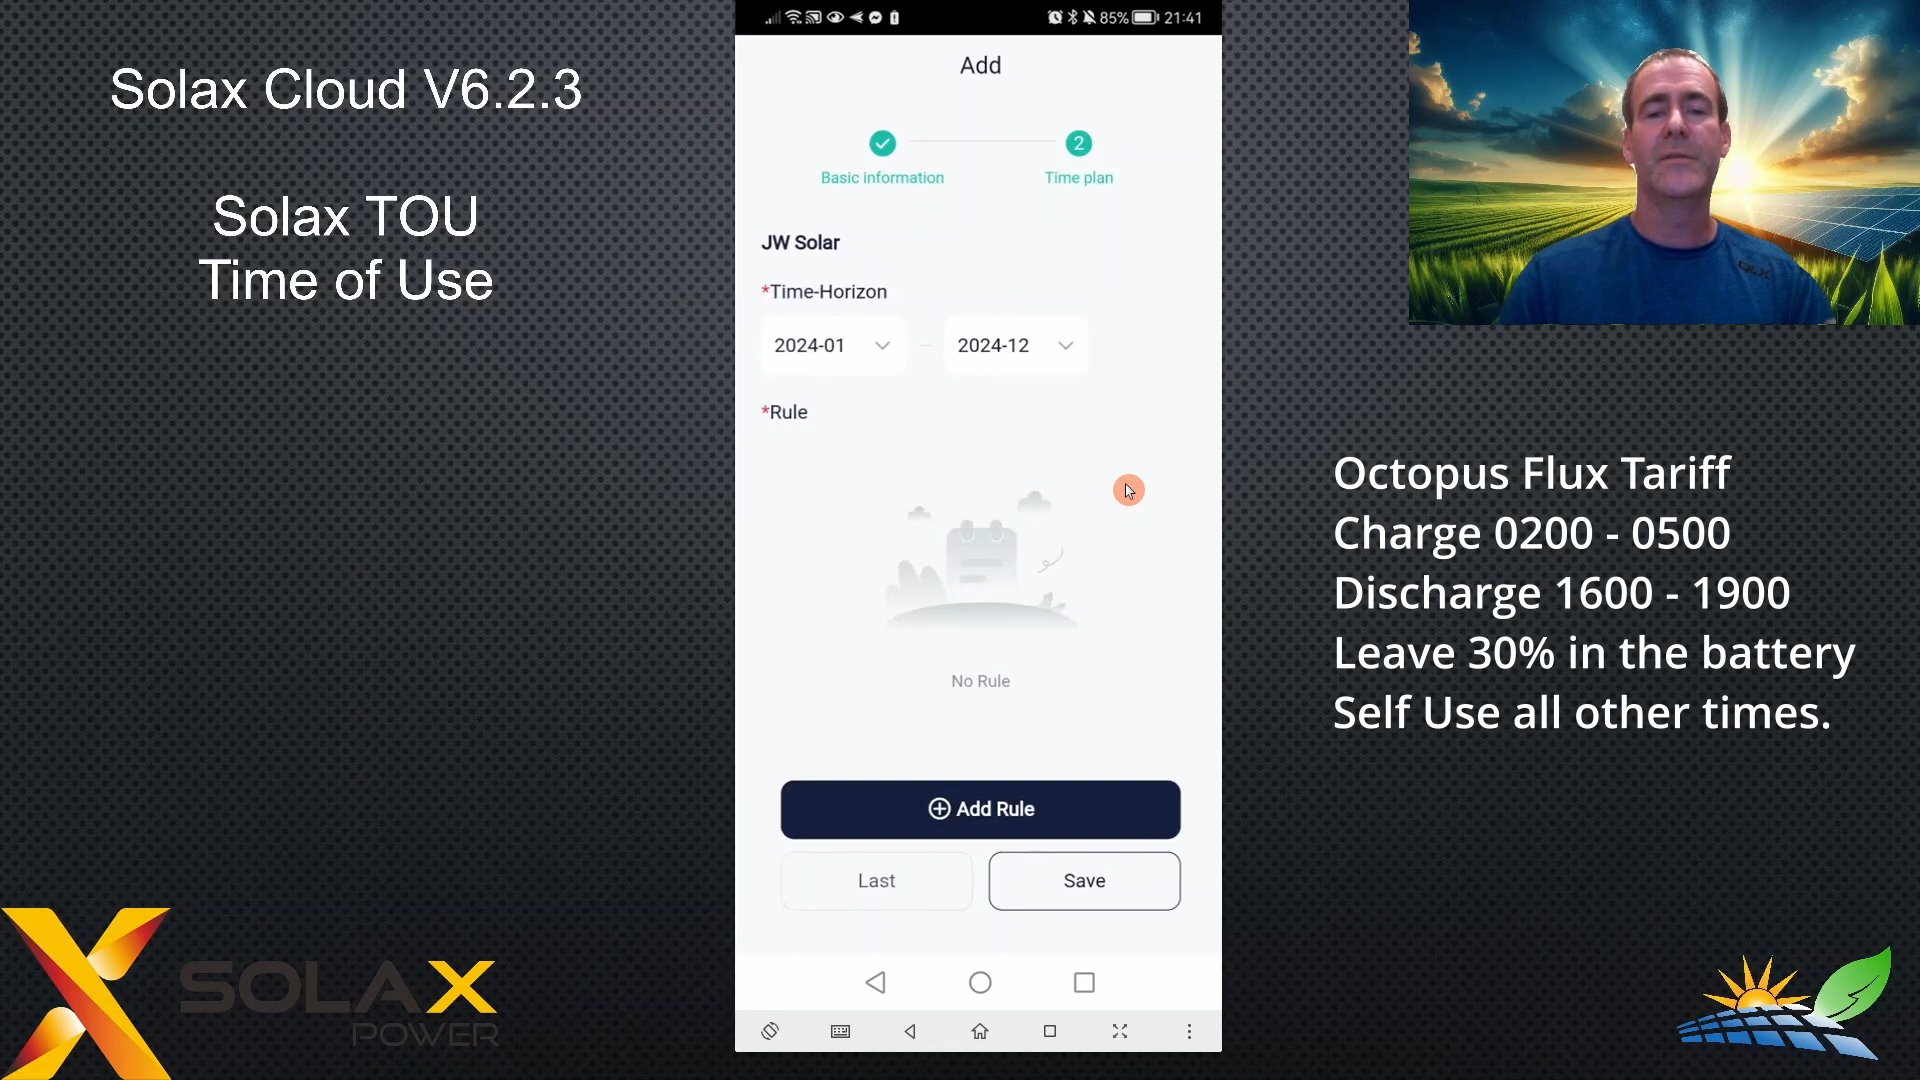 Solax Cloud V6.2.3
Solax TOU
Time of Use
85% 21:41
Add
2
Basic information
Time plan
JW Solar
*Time-Horizon
2024-01
2024-12
*Rule
No Rule
Add Rule
Last
Save
Octopus Flux Tariff
Charge 0200 - 0500
Discharge 1600 - 1900
Leave 30% in the battery
Self Use all other times.
SOLAX
POWER